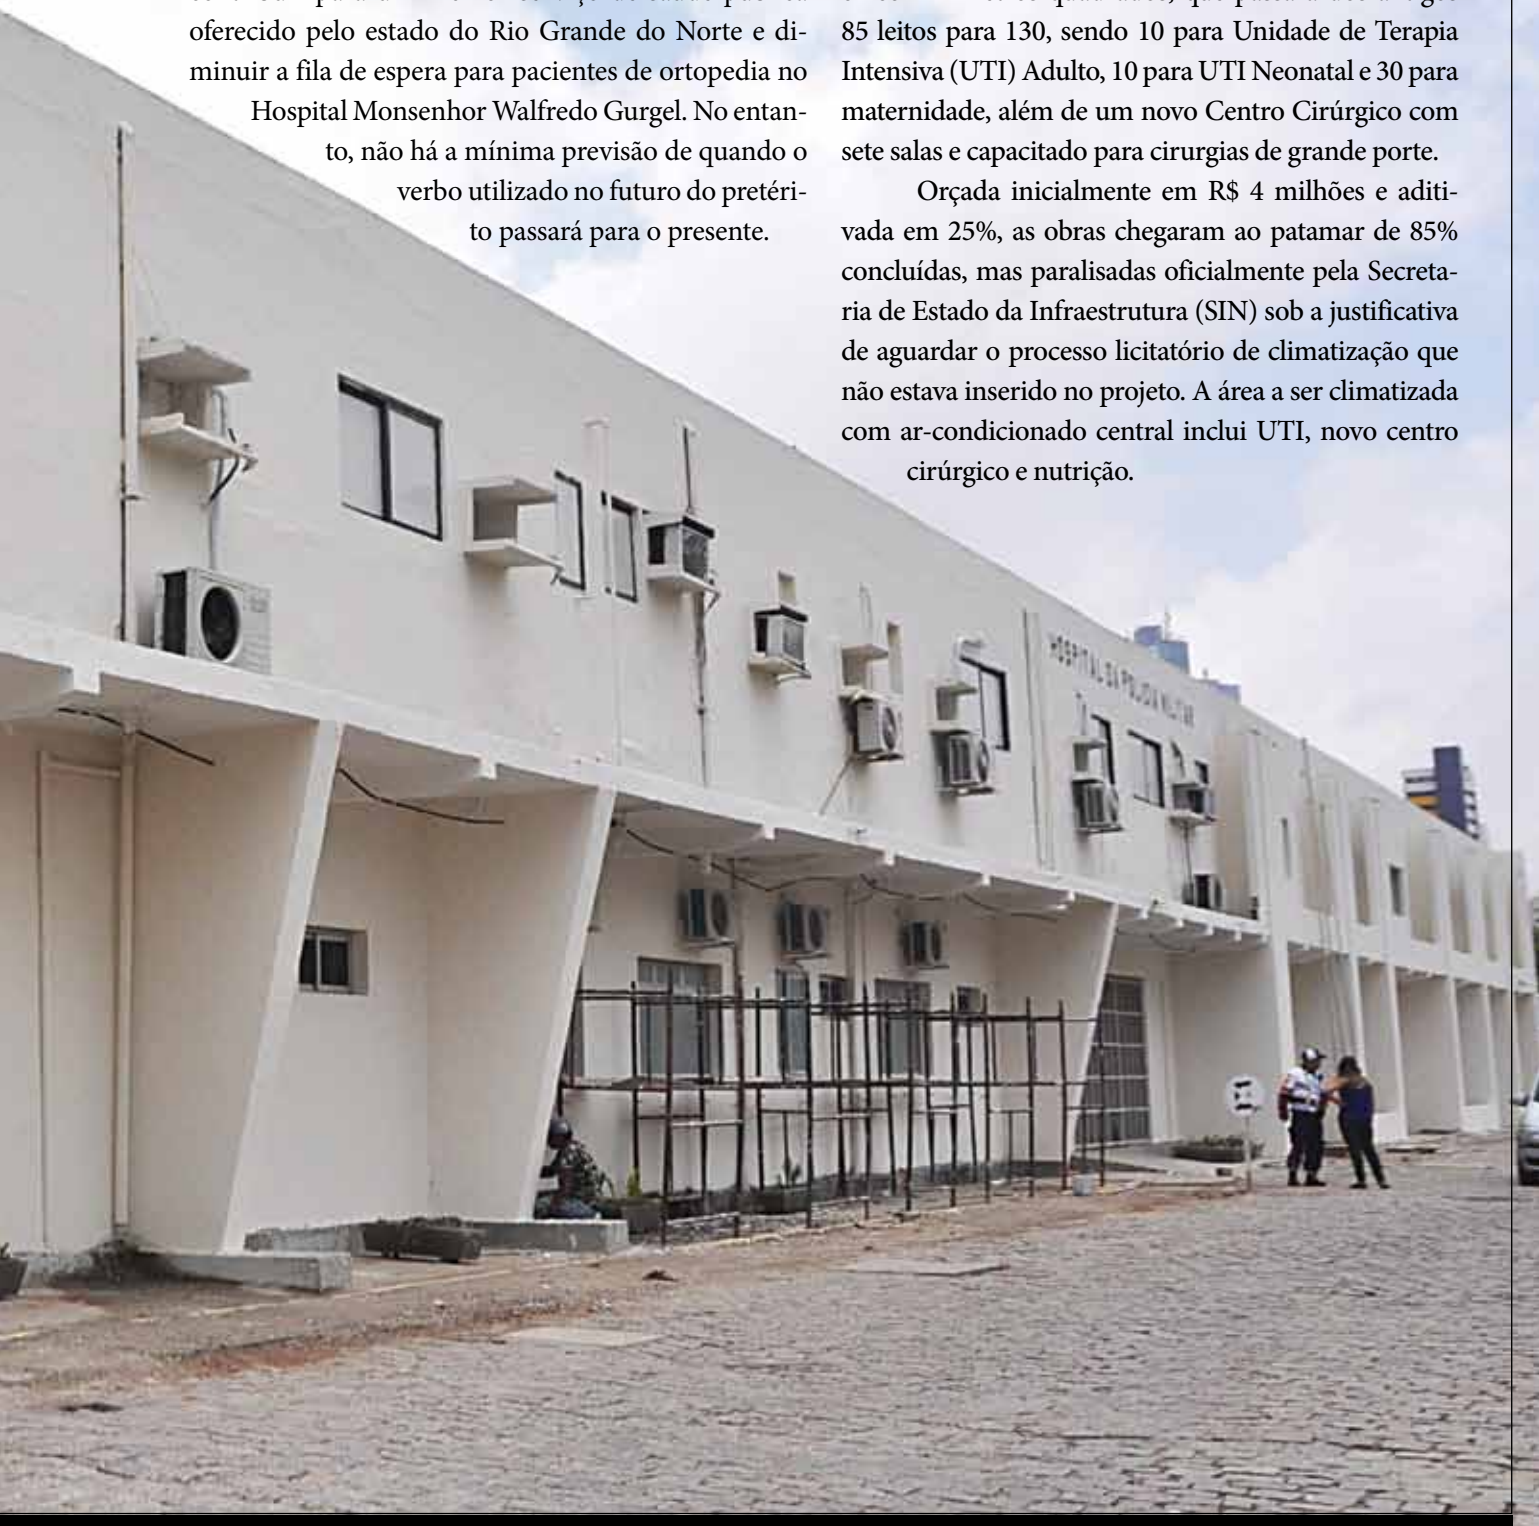 oferecido pelo estado do Rio Grande do Norte e di-
minuir a fila de espera para pacientes de ortopedia no
Hospital Monsenhor Walfredo Gurgel. No entan-
to, não há a mínima previsão de quando o
verbo utilizado no futuro do pretéri-
to passará para o presente.
85 leitos para 130, sendo 10 para Unidade de Terapia
Intensiva (UTI) Adulto, 10 para UTI Neonatal e 30 para
maternidade, além de um novo Centro Cirúrgico com
sete salas e capacitado para cirurgias de grande porte.
Orçada inicialmente em R$ 4 milhões e aditi-
vada em 25%, as obras chegaram ao patamar de 85%
concluídas, mas paralisadas oficialmente pela Secreta-
ria de Estado da Infraestrutura (SIN) sob a justificativa
de aguardar o processo licitatório de climatização que
não estava inserido no projeto. A área a ser climatizada
com ar-condicionado central inclui UTI, novo centro
cirúrgico e nutrição.
HOSPITAL DA POLICIA MILITAR